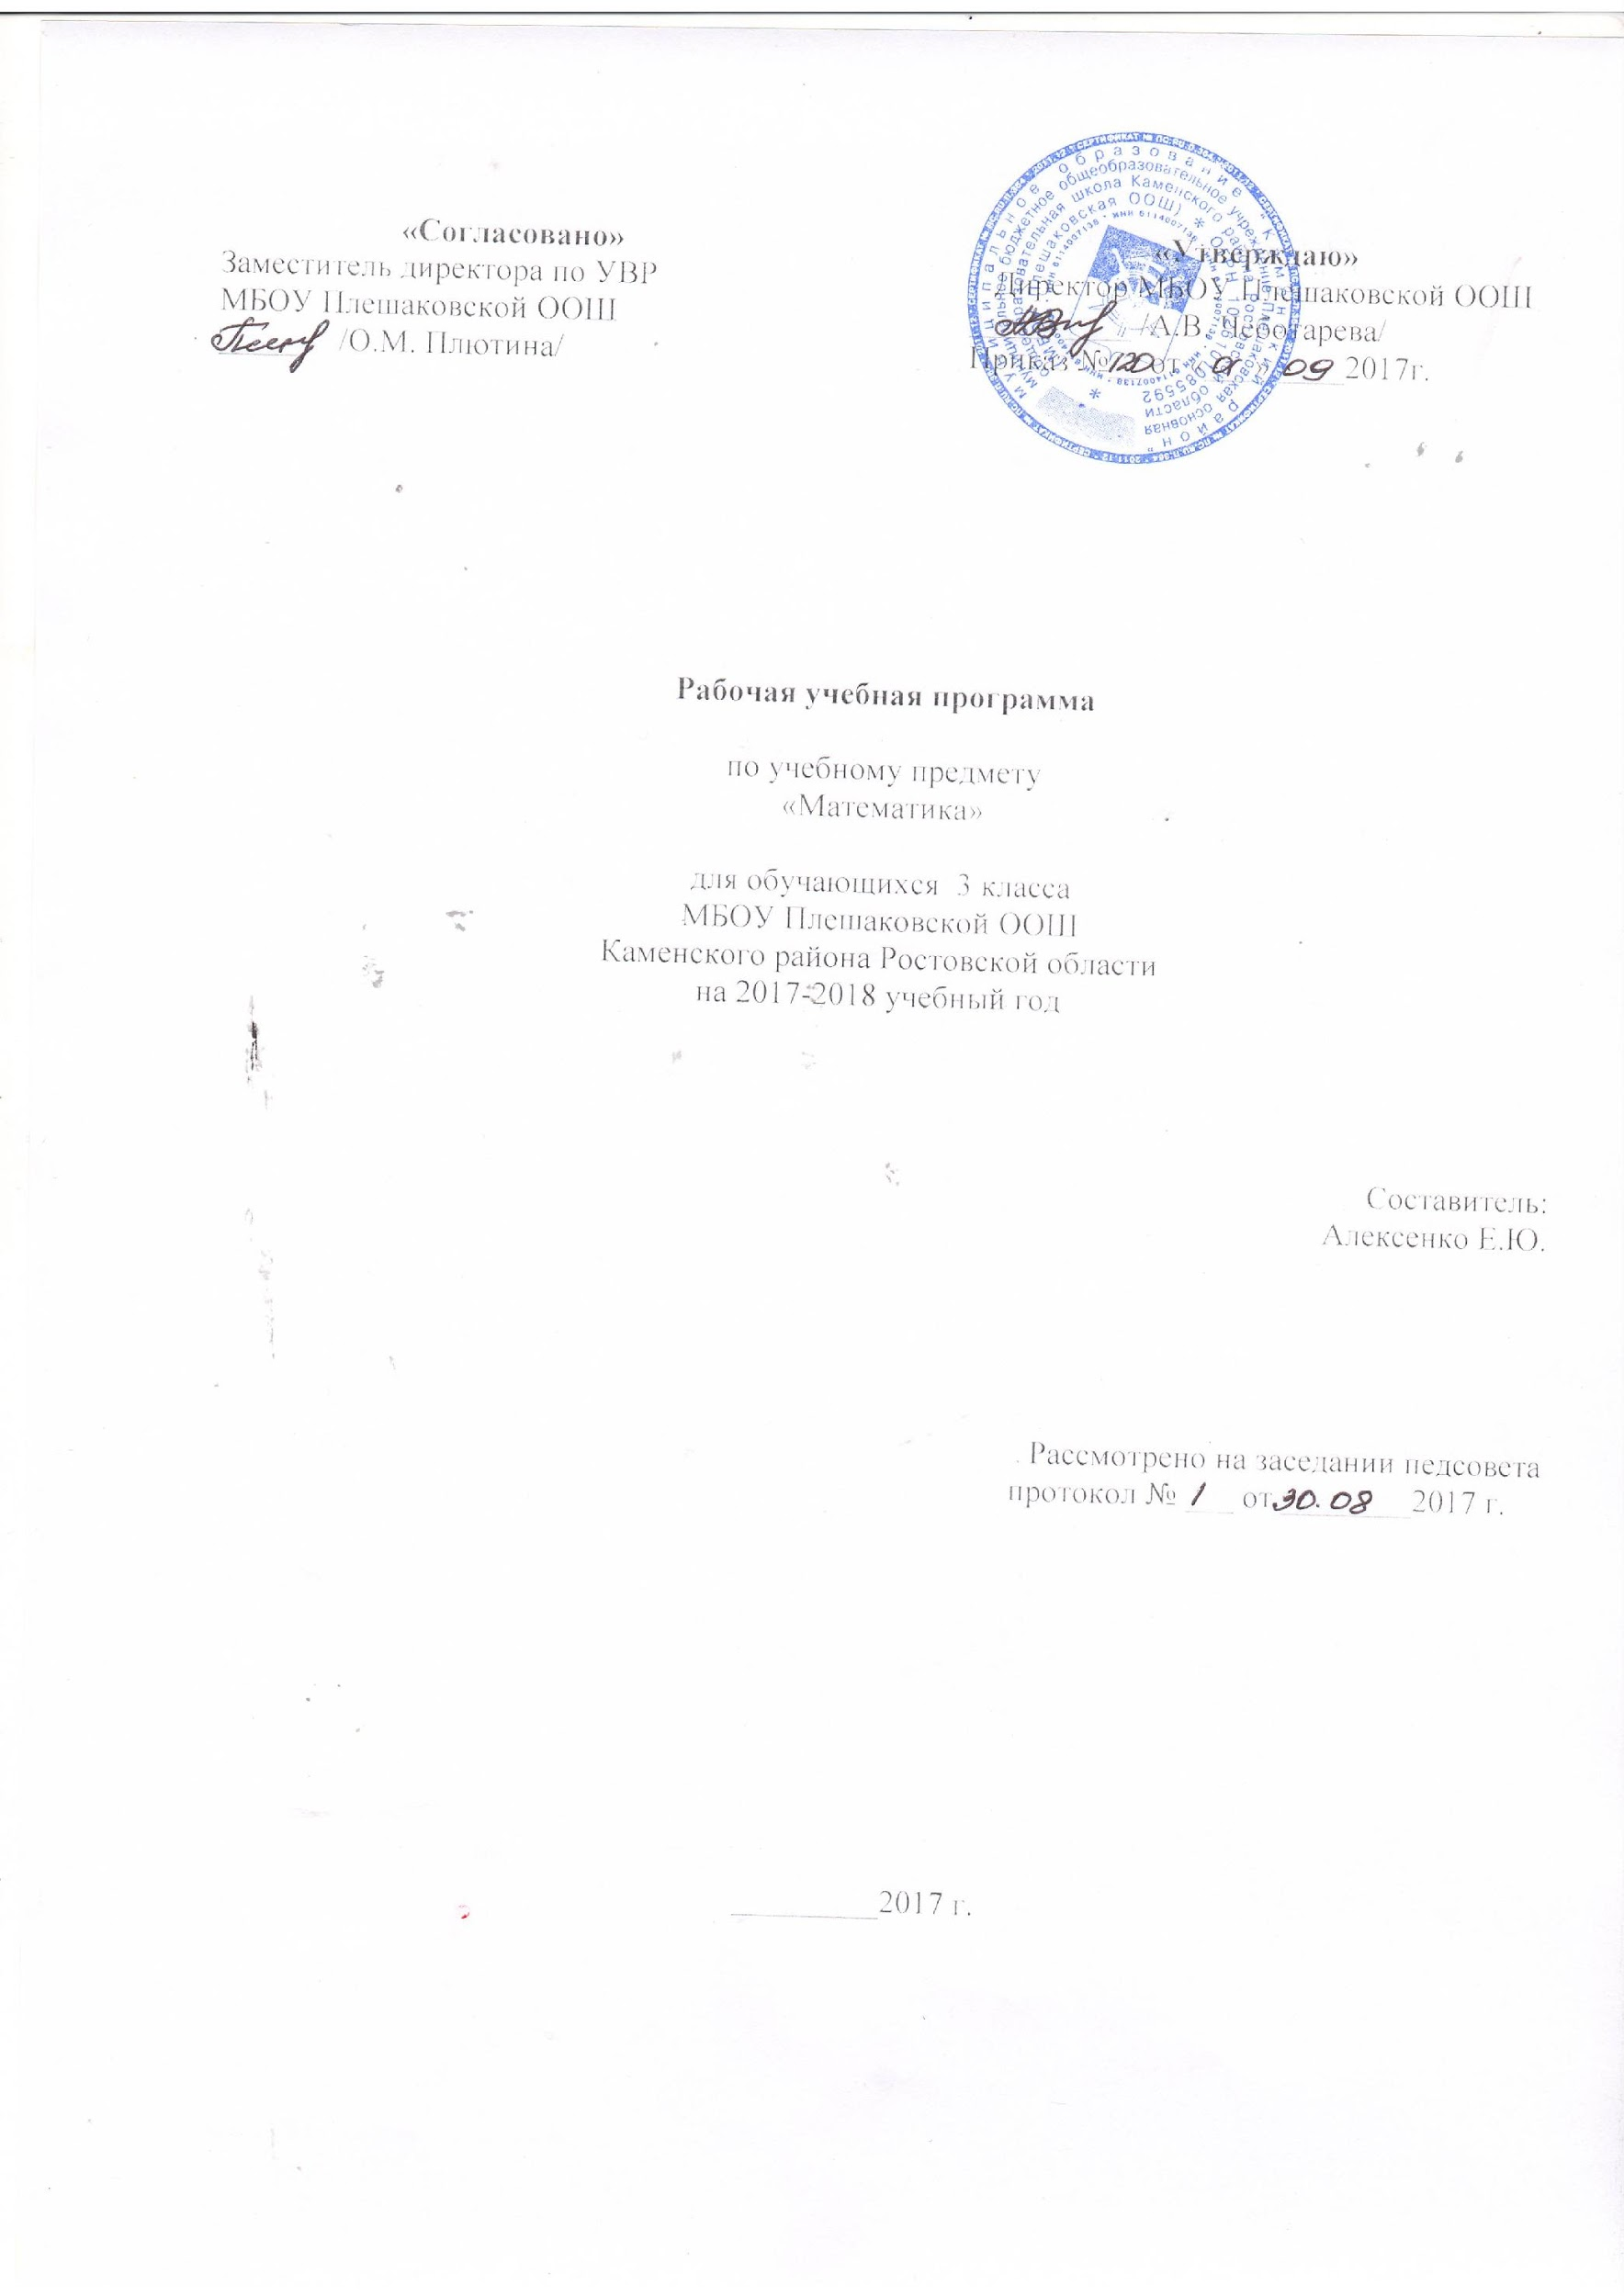 «Согласовано»
Заместитель директора по УВР
МБОУ Плешаковской ООШ
/О.М. Плютина/
«Утверждаю»
Директор МБОУ Плешаковской ООШ
/А.В. Чеботарева/
Приказ № 120 от « » 09 2017г.
Рабочая учебная программа
по учебному предмету
«Математика»
для обучающихся 3 класса
МБОУ Плешаковской ООШ
Каменского района Ростовской области
на 2017-2018 учебный год
Составитель:
Алексенко Е.Ю.
Рассмотрено на заседании педсовета
протокол № 1 от 30. 08 2017 г.
2017 г.